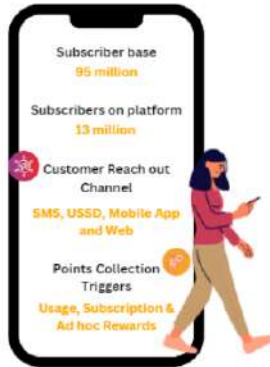 Subscriber base
95 million
Subscribers on platform
13 million
Customer Reach out
Channel
SMS, USSD, Mobile App
and Web
Points Collection
Triggers
Usage, Subscription &
Ad hoc Rewards